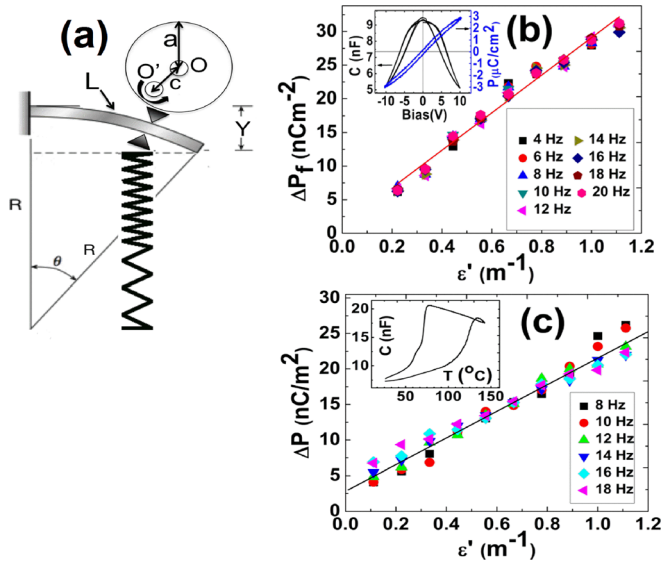 (a)
a
O'
O
c
L
Y
R
θ
R
(b)
ΔPf (nCm-2)
35
30
25
20
15
10
5
0
0.0 0.2 0.4 0.6 0.8 1.0 1.2
ε' (m-1)
4 Hz
6 Hz
8 Hz
10 Hz
12 Hz
14 Hz
16 Hz
18 Hz
20 Hz
C (nF)
9
8
7
6
5
-10 -5 0 5 10
Bias(V)
3
2
1
0
-1
-2
-3
P(μC/cm2)
(c)
ΔP (nC/m2)
30
25
20
15
10
5
0
0.0 0.2 0.4 0.6 0.8 1.0 1.2
ε' (m-1)
8 Hz
10 Hz
12 Hz
14 Hz
16 Hz
18 Hz
C (nF)
20
15
10
50 100 150
T (oC)